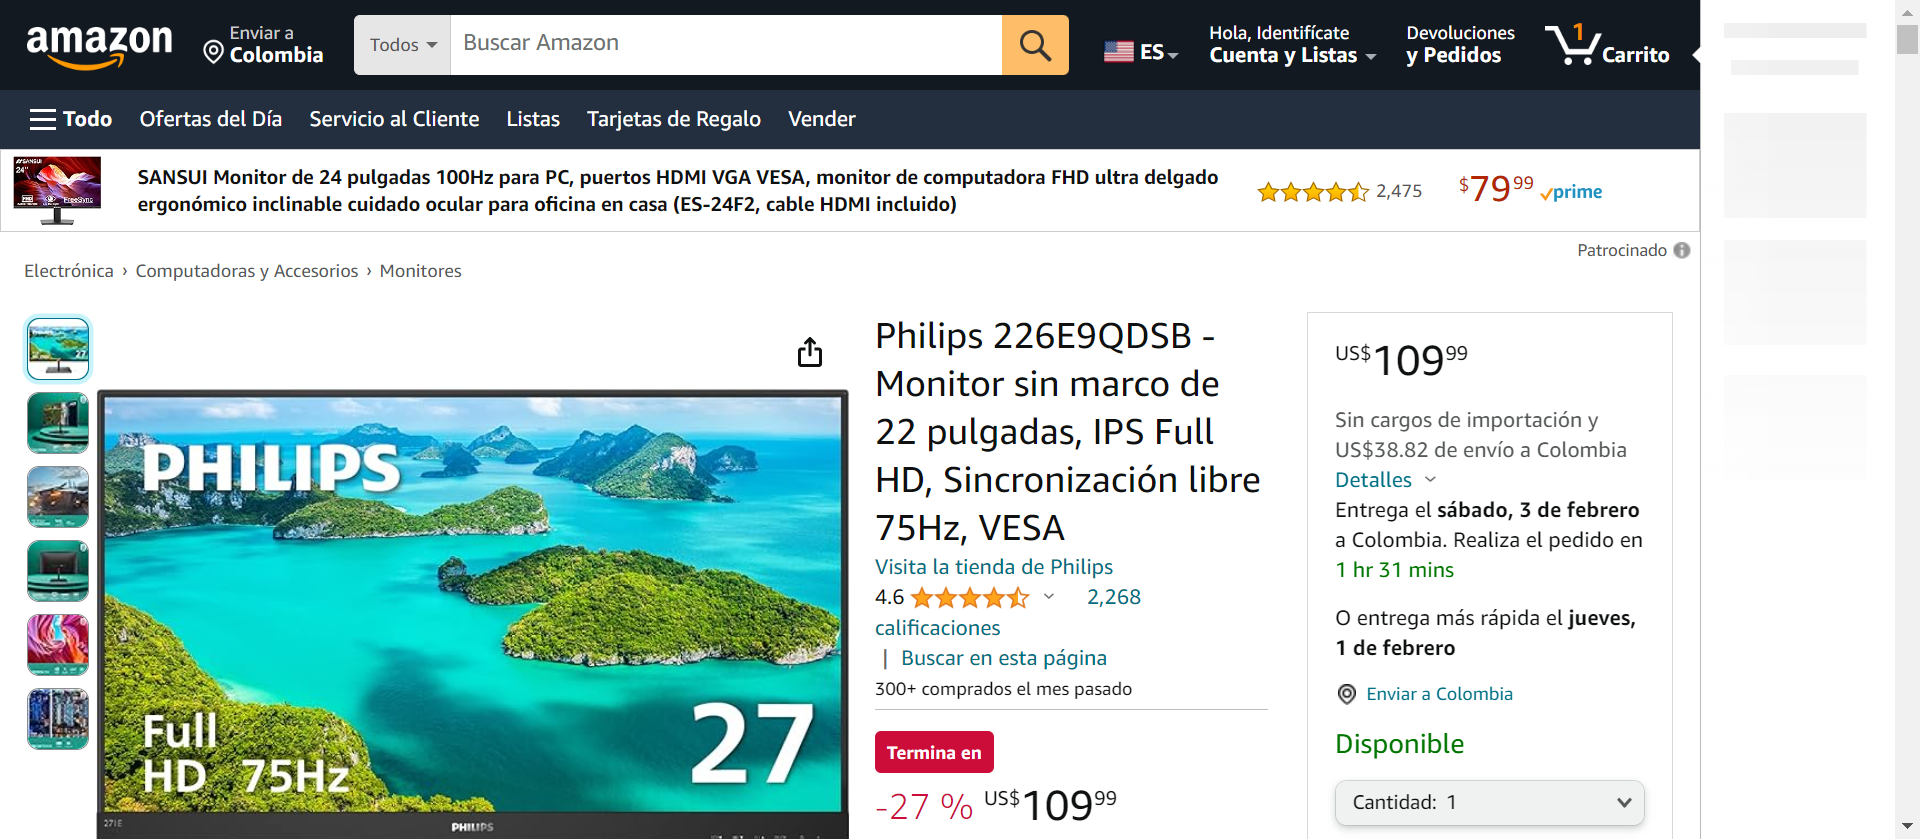 amazon
Enviar a
Colombia
Todos
Buscar Amazon
ES
Hola, Identifícate
Cuenta y Listas
Devoluciones
y Pedidos
1
Carrito
Todo
Ofertas del Día
Servicio al Cliente
Listas
Tarjetas de Regalo
Vender
SANSUI
24"
FreeSync
SANSUI Monitor de 24 pulgadas 100Hz para PC, puertos HDMI VGA VESA, monitor de computadora FHD ultra delgado
ergonómico inclinable cuidado ocular para oficina en casa (ES-24F2, cable HDMI incluido)
2,475
$7999
prime
Patrocinado
Electrónica › Computadoras y Accesorios › Monitores
27
PHILIPS
Full
HD 75Hz
27
271E
PHILIPS
Philips 226E9QDSB -
Monitor sin marco de
22 pulgadas, IPS Full
HD, Sincronización libre
75Hz, VESA
Visita la tienda de Philips
4.6
2,268
calificaciones
| Buscar en esta página
300+ comprados el mes pasado
Termina en
-27 % US$10999
US$10999
Sin cargos de importación y
US$38.82 de envío a Colombia
Detalles
Entrega el sábado, 3 de febrero
a Colombia. Realiza el pedido en
1 hr 31 mins
O entrega más rápida el jueves,
1 de febrero
Enviar a Colombia
Disponible
Cantidad: 1